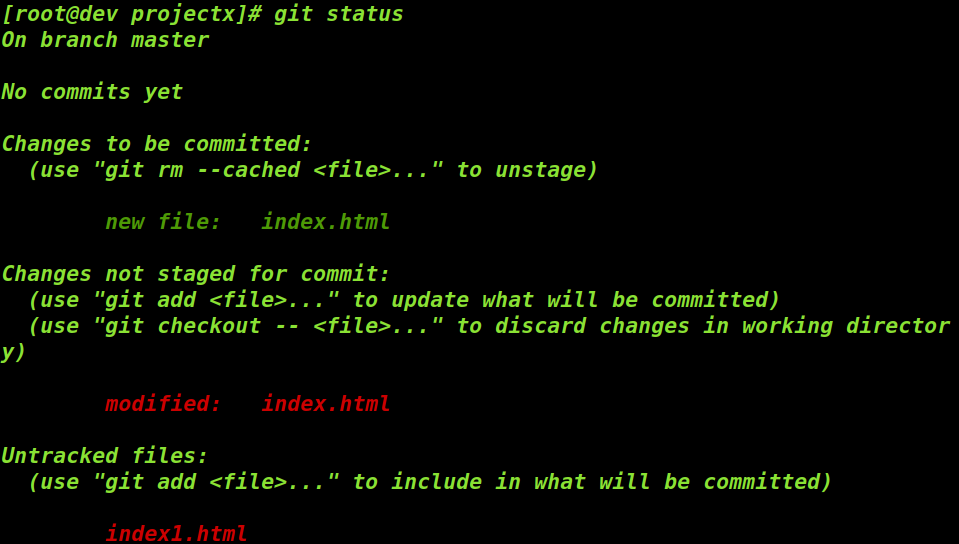 [root@dev projectx]# git status
On branch master
No commits yet
Changes to be committed:
(use "git rm --cached <file>..." to unstage)
new file:   index.html
Changes not staged for commit:
(use "git add <file>..." to update what will be committed)
(use "git checkout -- <file>..." to discard changes in working director
y)
modified:   index.html
Untracked files:
(use "git add <file>..." to include in what will be committed)
index1.html